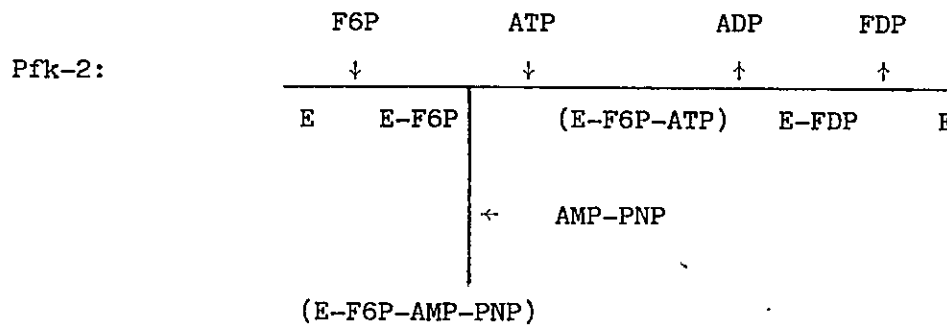 F6P ATP ADP FDP
Pfk-2: ↓ ↓ ↑ ↑
E E-F6P (E-F6P-ATP) E-FDP E
← AMP-PNP
(E-F6P-AMP-PNP)